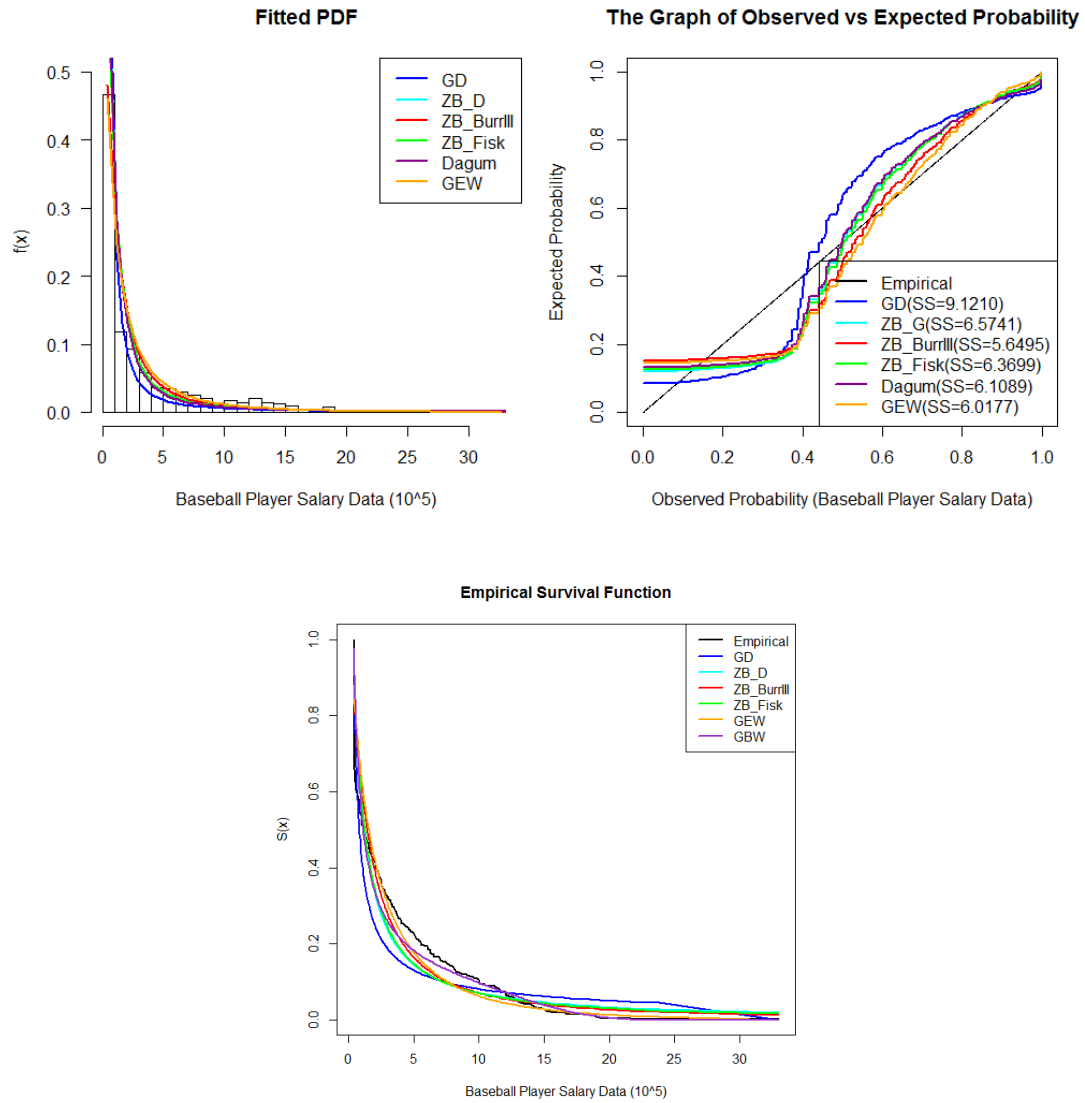 Fitted PDF
f(x)
0.5
0.4
0.3
0.2
0.1
0.0
GD
ZB_D
ZB_BurrIII
ZB_Fisk
Dagum
GEW
0
5
10
15
20
25
30
Baseball Player Salary Data (10^5)
The Graph of Observed vs Expected Probability
Expected Probability
1.0
0.8
0.6
0.4
0.2
0.0
Empirical
GD(SS=9.1210)
ZB_G(SS=6.5741)
ZB_BurrIII(SS=5.6495)
ZB_Fisk(SS=6.3699)
Dagum(SS=6.1089)
GEW(SS=6.0177)
0.0
0.2
0.4
0.6
0.8
1.0
Observed Probability (Baseball Player Salary Data)
Empirical Survival Function
S(x)
1.0
0.8
0.6
0.4
0.2
0.0
Empirical
GD
ZB_D
ZB_BurrIII
ZB_Fisk
GEW
GBW
0
5
10
15
20
25
30
Baseball Player Salary Data (10^5)